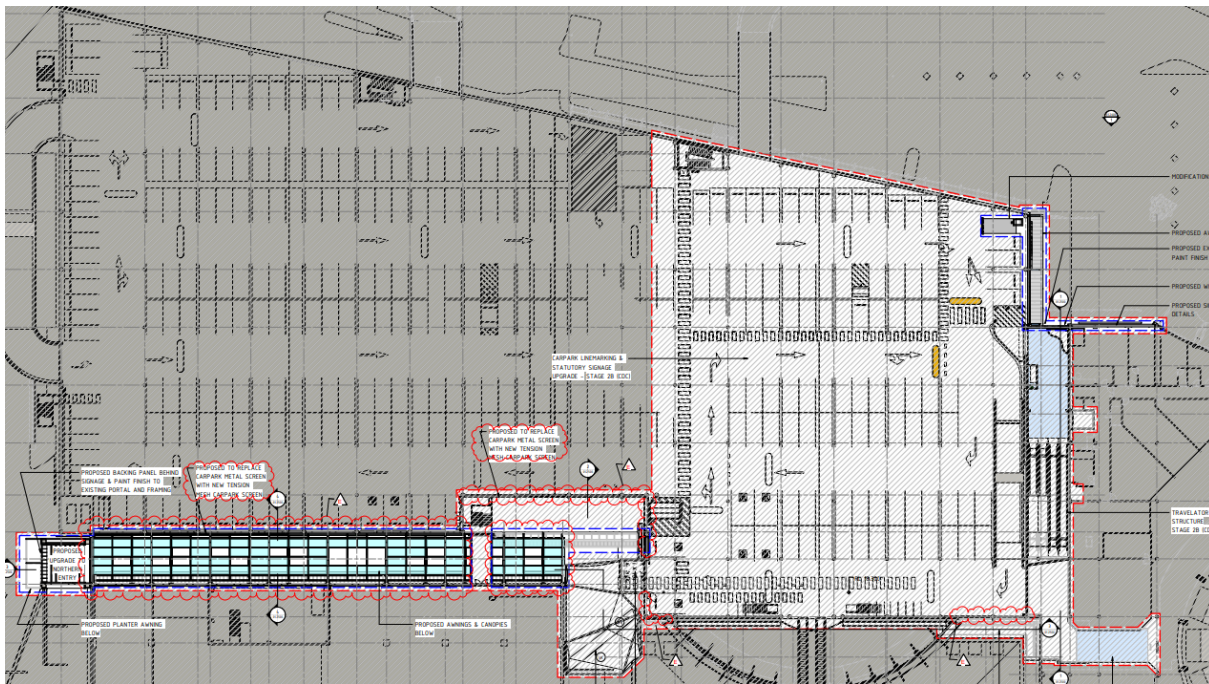 MODIFICATION
PROPOSED EX
PAINT FINISH
PROPOSED
DETAILS
CARPARK LINEMARKING &
STATUTORY SIGNAGE
UPGRADE - STAGE 2B (CDC)
PROPOSED TO REPLACE
CARPARK METAL SCREEN
WITH NEW TENSION
MESH CARPARK SCREEN
PROPOSED BACKING PANEL BEHIND
SIGNAGE & PAINT FINISH TO
EXISTING PORTAL AND FRAMING
PROPOSED TO REPLACE
CARPARK METAL SCREEN
WITH NEW TENSION
MESH CARPARK SCREEN
TRAVELATOR
STRUCTURE
STAGE 2B (CD
PROPOSED
UPGRADE TO
NORTHERN
ENTRY
PROPOSED PLANTER AWNING
BELOW
PROPOSED AWNINGS & CANOPIES
BELOW